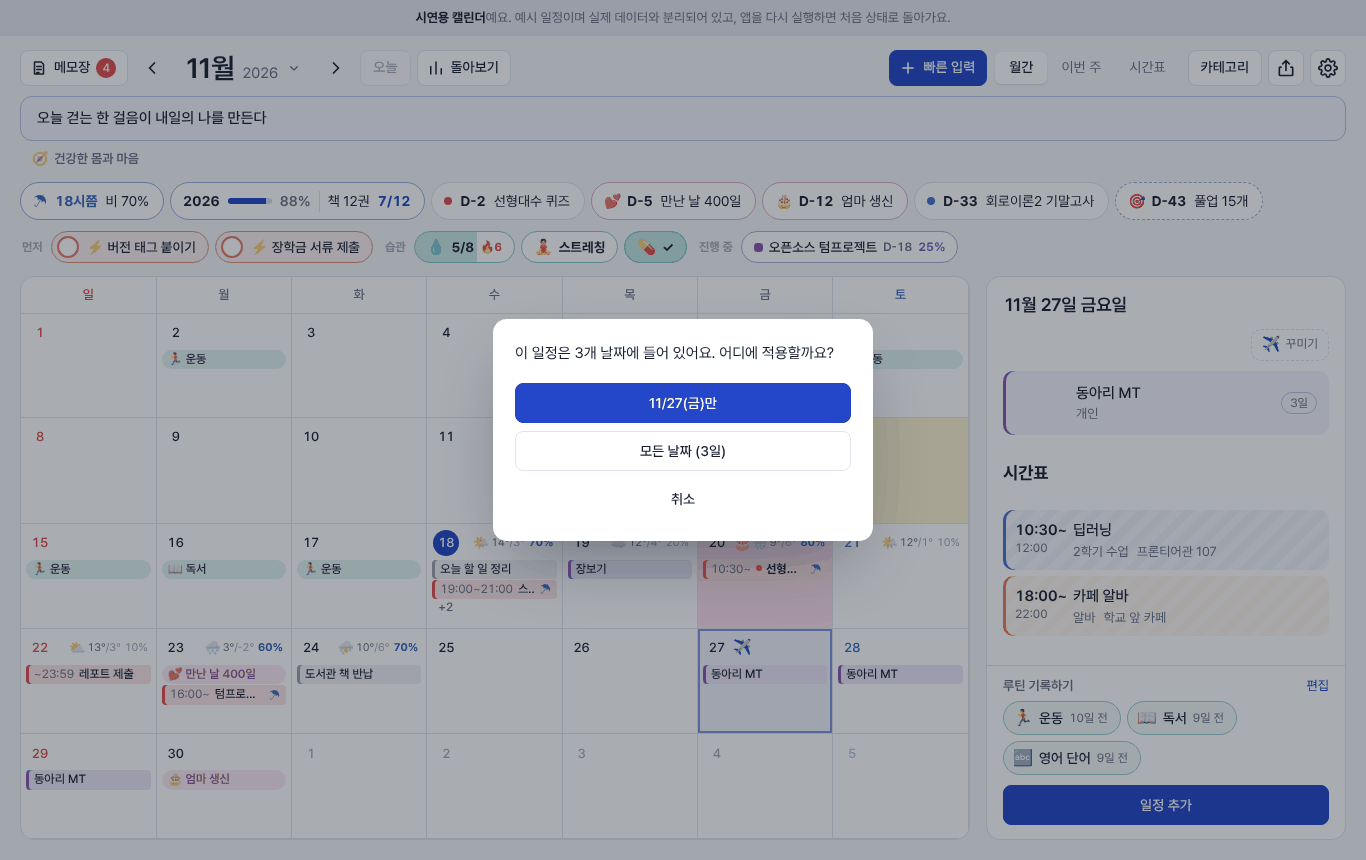 시연용 캘린더예요. 예시 일정이며 실제 데이터와 분리되어 있고, 앱을 다시 실행하면 처음 상태로 돌아가요.
메모장 4 11월 2026 오늘 돌아보기 빠른 입력 월간 이번 주 시간표 카테고리
오늘 걷는 한 걸음이 내일의 나를 만든다
건강한 몸과 마음
18시쯤 비 70% 2026 88% 책 12권 7/12 D-2 선형대수 퀴즈 D-5 만난 날 400일 D-12 엄마 생신 D-33 회로이론2 기말고사 D-43 풀업 15개
먼저 버전 태그 붙이기 장학금 서류 제출 습관 5/8 6 스트레칭 진행 중 오픈소스 텀프로젝트 D-18 25%
일 월 화 수 목 금 토
1 2 3 4
운동
8 9 10 11
15 16 17 18 14°/3° 70% 19 12°/4° 20% 20 9°/6° 80% 21 12°/1° 10%
운동 독서 운동 오늘 할 일 정리 장보기 10:30~ 선형…
19:00~21:00 스..
+2
22 13°/3° 10% 23 3°/-2° 60% 24 10°/6° 70% 25 26 27 28
~23:59 레포트 제출 만난 날 400일 도서관 책 반납 동아리 MT 동아리 MT
16:00~ 텀프로…
29 30 1 2 3 4 5
동아리 MT 엄마 생신
이 일정은 3개 날짜에 들어 있어요. 어디에 적용할까요?
11/27(금)만
모든 날짜 (3일)
취소
11월 27일 금요일
꾸미기
동아리 MT
개인
3일
시간표
10:30~ 딥러닝
12:00 2학기 수업 프론티어관 107
18:00~ 카페 알바
22:00 알바 학교 앞 카페
루틴 기록하기 편집
운동 10일 전 독서 9일 전
abc 영어 단어 9일 전
일정 추가